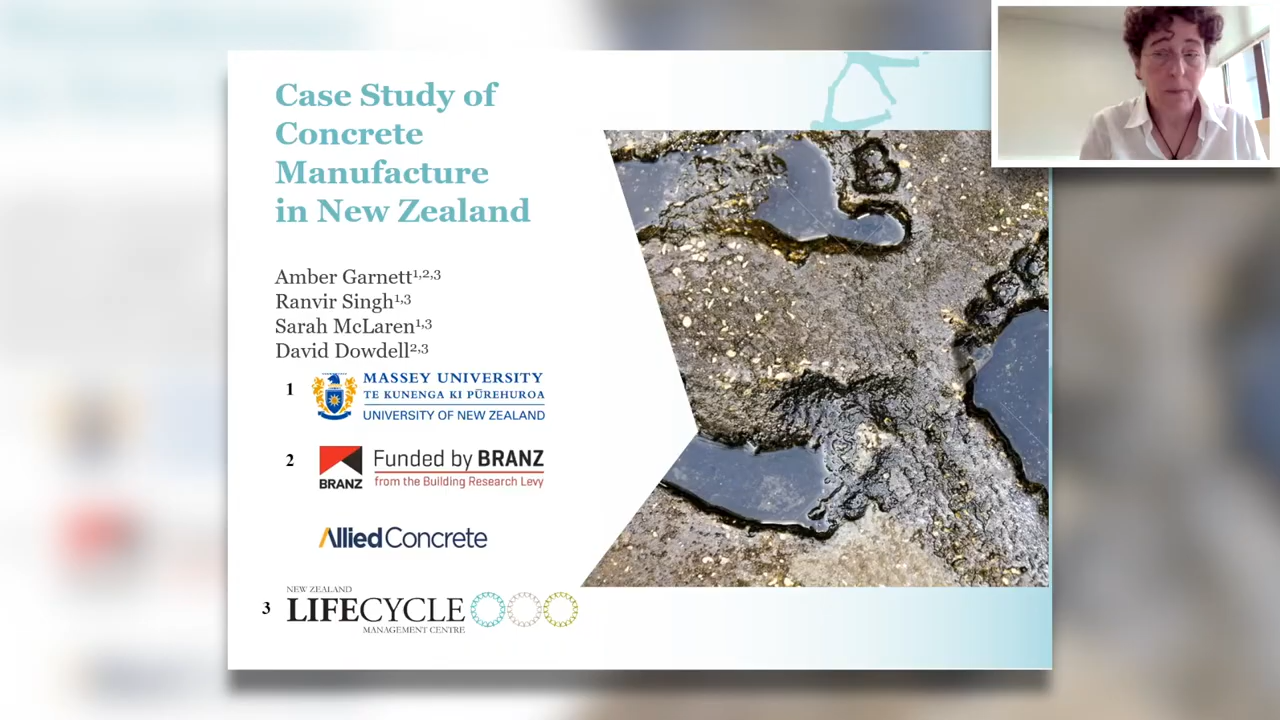 Case Study of
Concrete
Manufacture
in New Zealand
Amber Garnett1,2,3
Ranvir Singh1,3
Sarah McLaren1,3
David Dowdell2,3
1
MASSEY UNIVERSITY
TE KUNENGA KI PŪREHUROA
UNIVERSITY OF NEW ZEALAND
2
BRANZ
Funded by BRANZ
from the Building Research Levy
Allied Concrete
3
NEW ZEALAND
LIFECYCLE
MANAGEMENT CENTRE